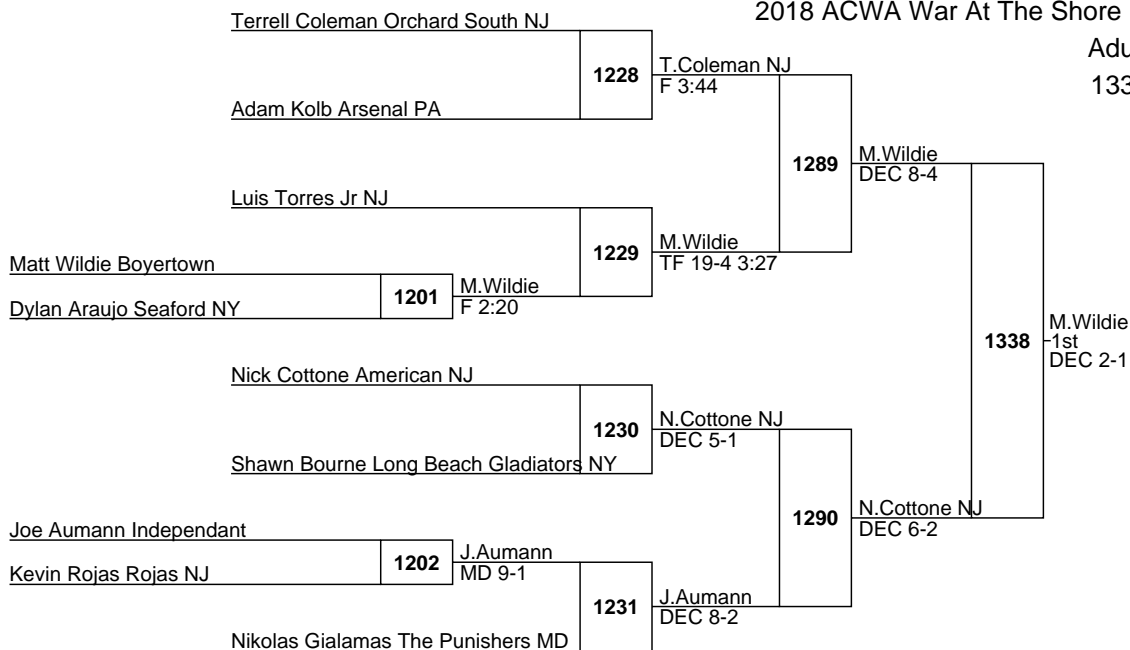 2018 ACWA War At The Shore
Adu
133
Terrell Coleman Orchard South NJ
1228
T.Coleman NJ
F 3:44
Adam Kolb Arsenal PA
1289
M.Wildie
DEC 8-4
Luis Torres Jr NJ
1229
M.Wildie
TF 19-4 3:27
Matt Wildie Boyertown
1201
M.Wildie
F 2:20
Dylan Araujo Seaford NY
1338
M.Wildie
1st
DEC 2-1
Nick Cottone American NJ
1230
N.Cottone NJ
DEC 5-1
Shawn Bourne Long Beach Gladiators NY
1290
N.Cottone NJ
DEC 6-2
Joe Aumann Independant
1202
J.Aumann
MD 9-1
Kevin Rojas Rojas NJ
1231
J.Aumann
DEC 8-2
Nikolas Gialamas The Punishers MD